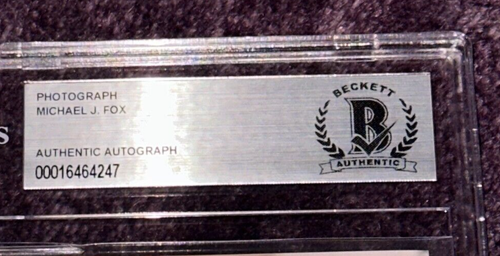 PHOTOGRAPH
MICHAEL J. FOX
s
AUTHENTIC AUTOGRAPH
00016464247
BECKETT
B
AUTHENTIC